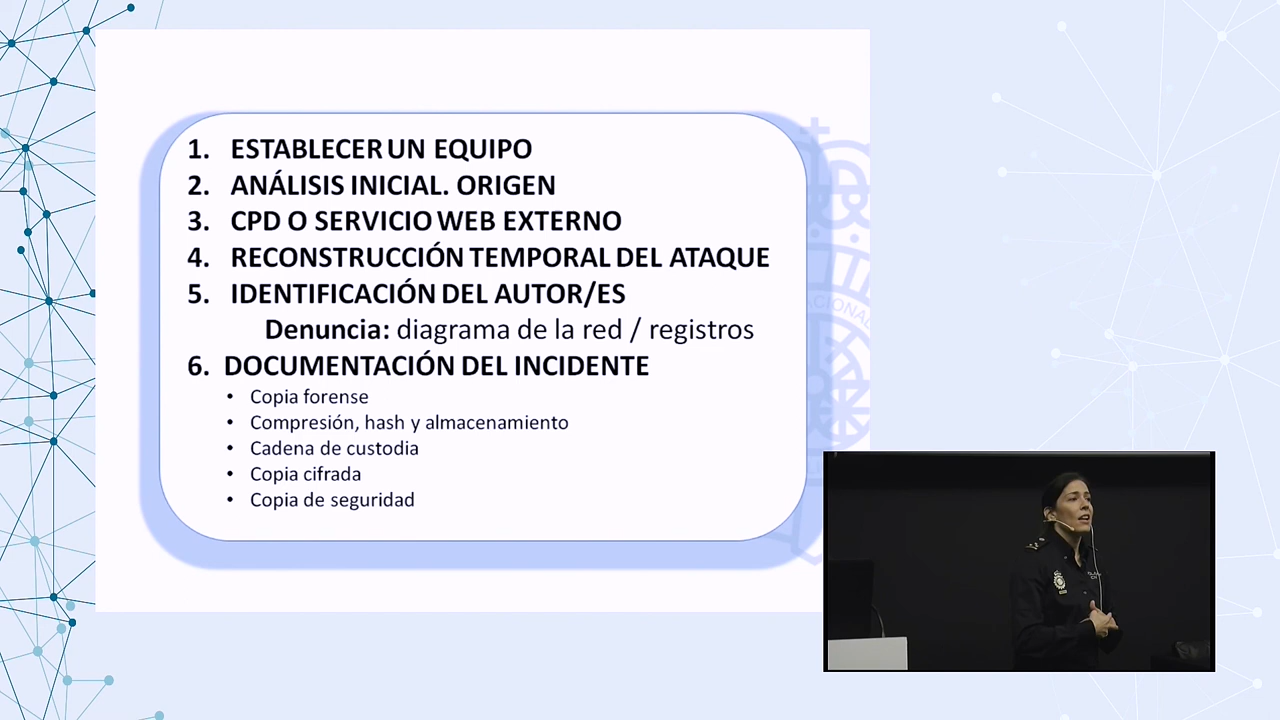 1. ESTABLECER UN EQUIPO
2. ANÁLISIS INICIAL. ORIGEN
3. CPD O SERVICIO WEB EXTERNO
4. RECONSTRUCCIÓN TEMPORAL DEL ATAQUE
5. IDENTIFICACIÓN DEL AUTOR/ES
Denuncia: diagrama de la red / registros
6. DOCUMENTACIÓN DEL INCIDENTE
• Copia forense
• Compresión, hash y almacenamiento
• Cadena de custodia
• Copia cifrada
• Copia de seguridad